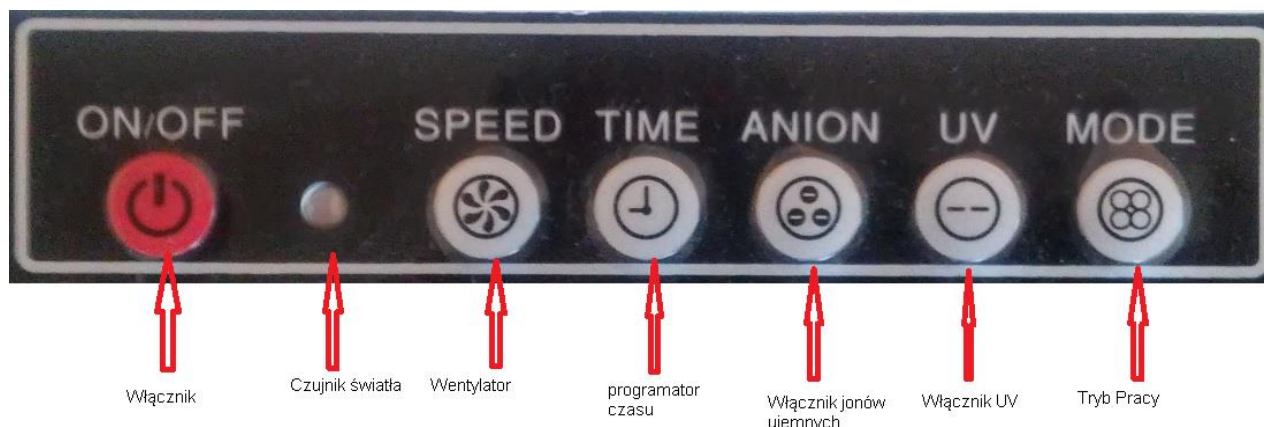 ON/OFF SPEED TIME ANION UV MODE
Włącznik
Czujnik światła
Wentylator
programator
czasu
Włącznik jonów
ujemnych
Włącznik UV
Tryb Pracy